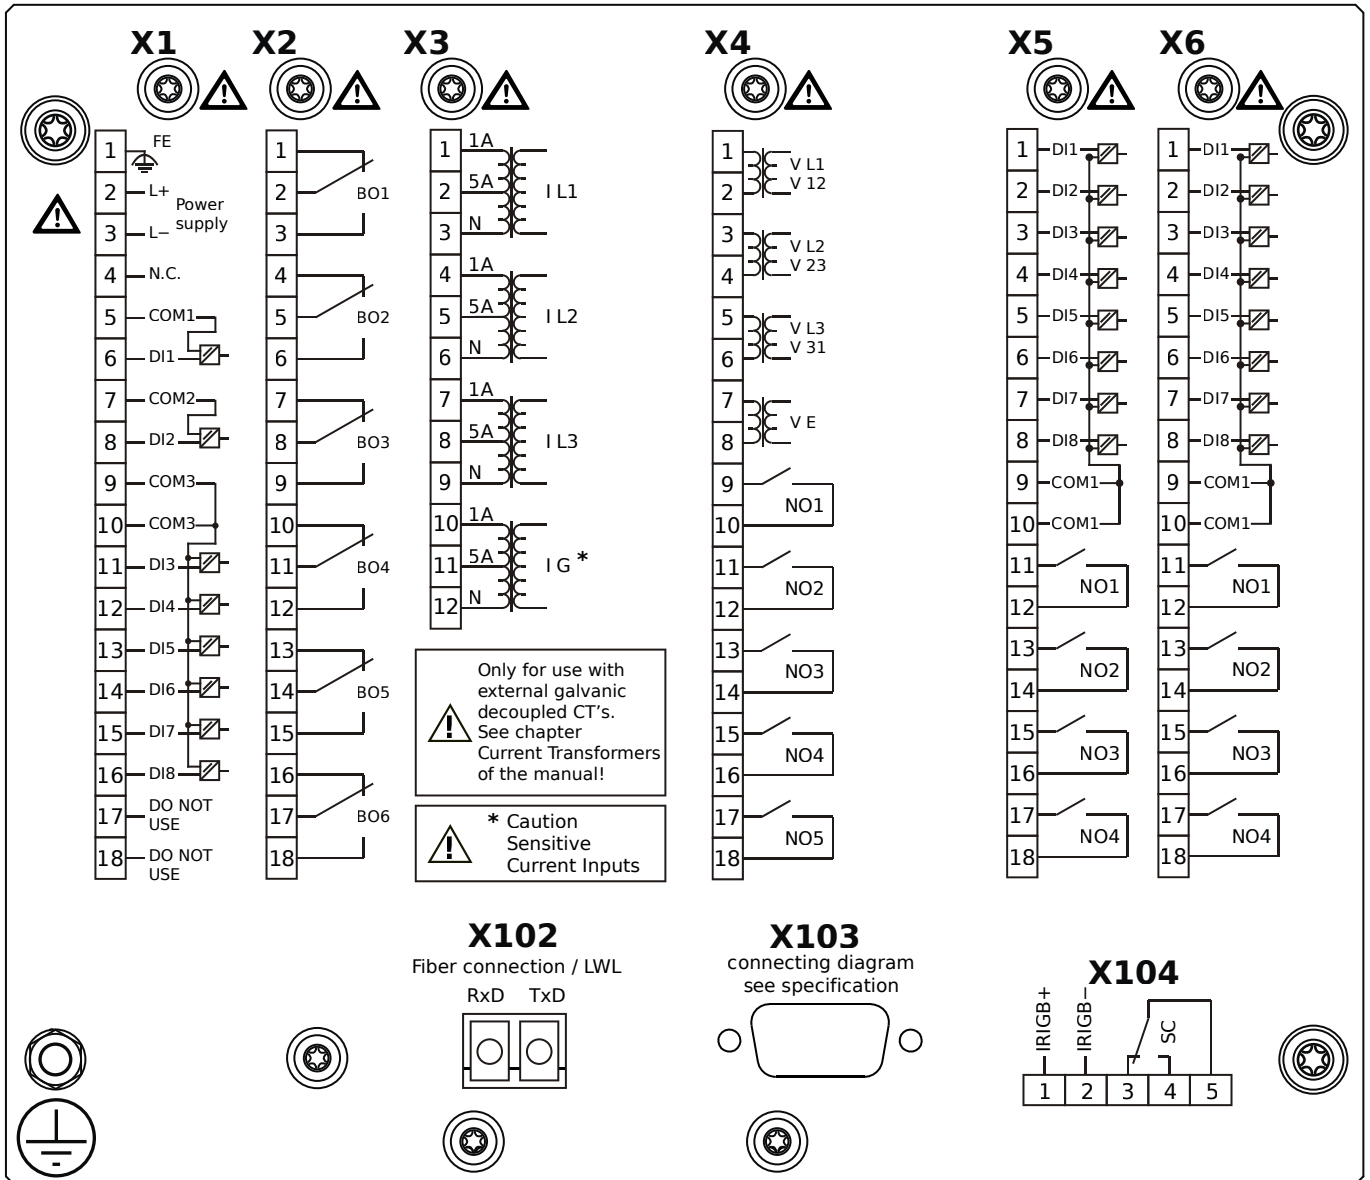 X1 X2 X3 X4 X5 X6
1 FE
2 L+
Power
supply
3 L−
4 N.C.
5 COM1
6 DI1
7 COM2
8 DI2
9 COM3
10 COM3
11 DI3
12 DI4
13 DI5
14 DI6
15 DI7
16 DI8
17 DO NOT
USE
18 DO NOT
USE
1
2 BO1
3
4
5 BO2
6
7
8 BO3
9
10
11 BO4
12
13
14 BO5
15
16
17 BO6
18
1 1A
2 5A I L1
3 N
4 1A
5 5A I L2
6 N
7 1A
8 5A I L3
9 N
10 1A
11 5A I G *
12 N
Only for use with
external galvanic
decoupled CT's.
See chapter
Current Transformers
of the manual!
* Caution
Sensitive
Current Inputs
1 V L1
2 V 12
3 V L2
4 V 23
5 V L3
6 V 31
7
V E
8
9
NO1
10
11
NO2
12
13
NO3
14
15
NO4
16
17
NO5
18
1 DI1
2 DI2
3 DI3
4 DI4
5 DI5
6 DI6
7 DI7
8 DI8
9 COM1
10 COM1
11
NO1
12
13
NO2
14
15
NO3
16
17
NO4
18
1 DI1
2 DI2
3 DI3
4 DI4
5 DI5
6 DI6
7 DI7
8 DI8
9 COM1
10 COM1
11
NO1
12
13
NO2
14
15
NO3
16
17
NO4
18
X102
Fiber connection / LWL
RxD TxD
X103
connecting diagram
see specification
X104
IRIGB+
IRIGB−
SC
1 2 3 4 5